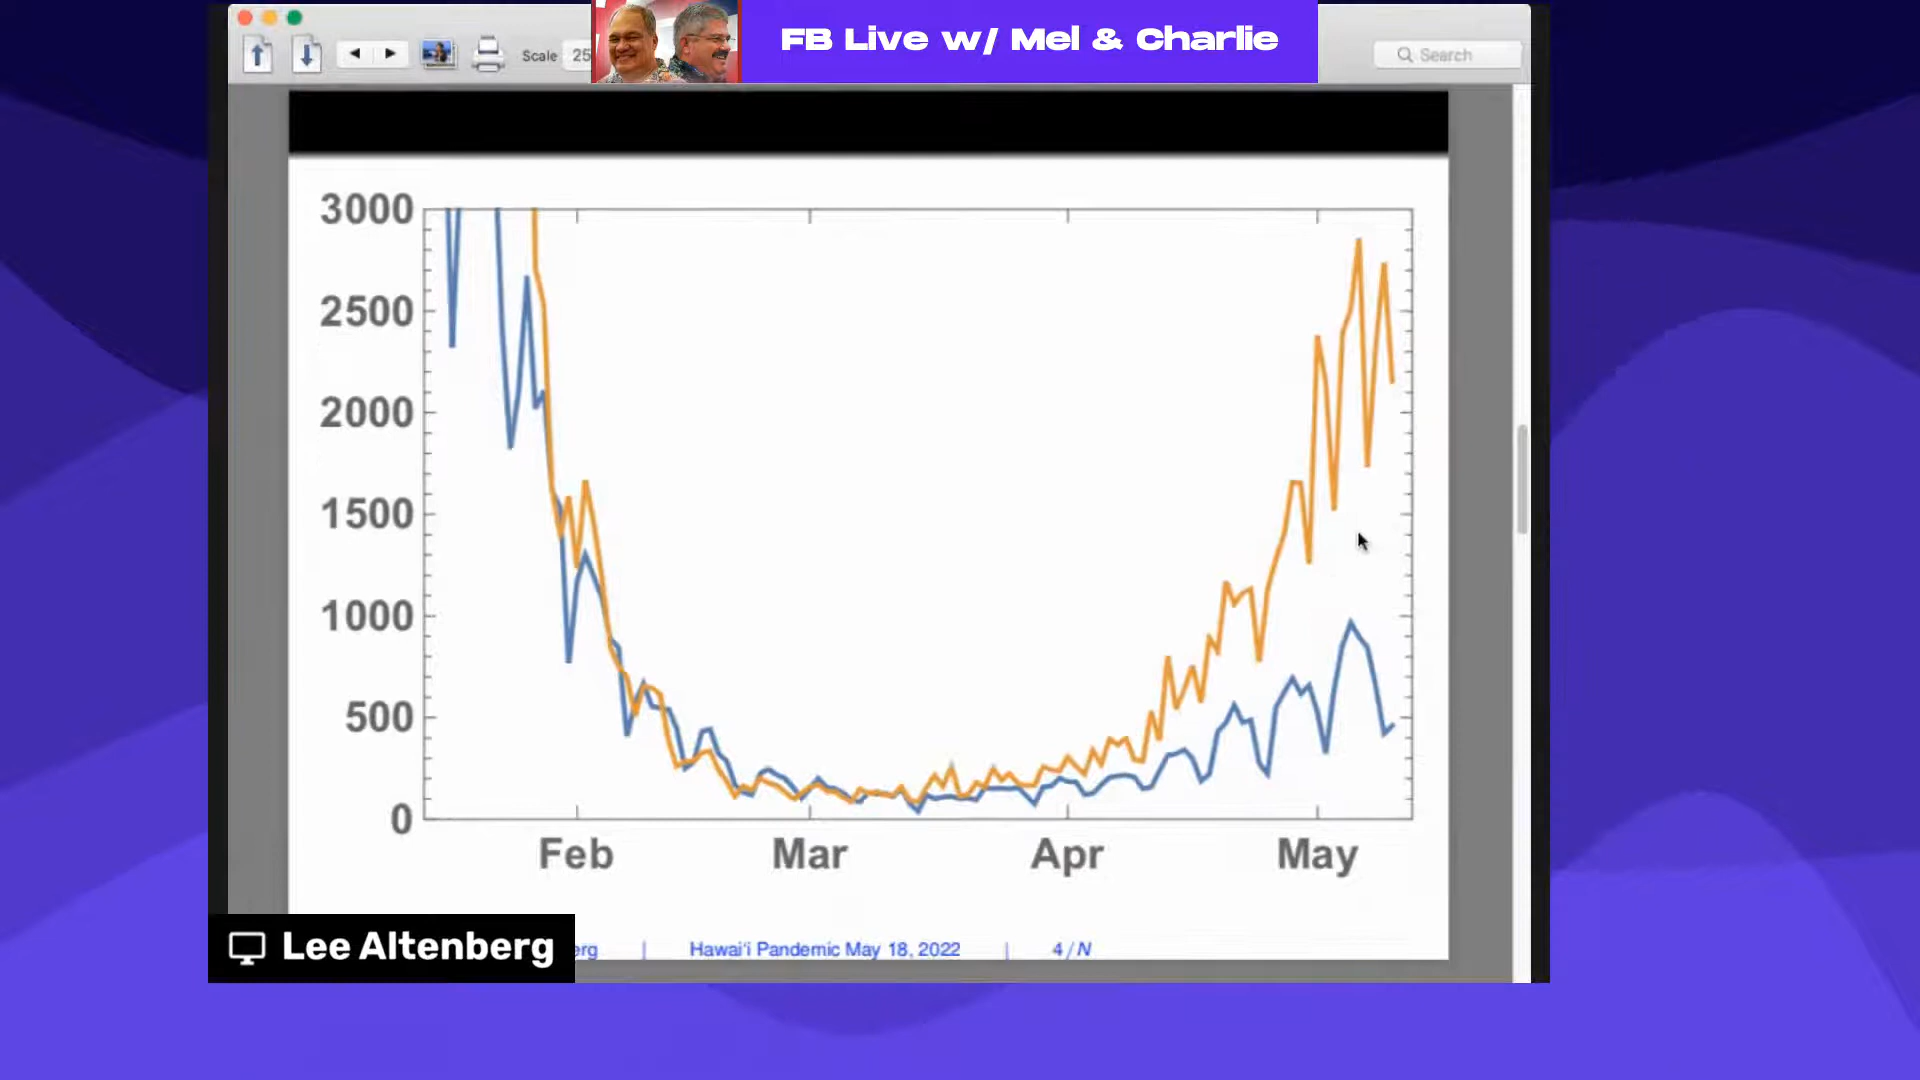 FB Live w/ Mel & Charlie
Scale 25
Search
3000
2500
2000
1500
1000
500
0
Feb Mar Apr May
Lee Altenberg
erg | Hawai‘i Pandemic May 18, 2022 | 4/N